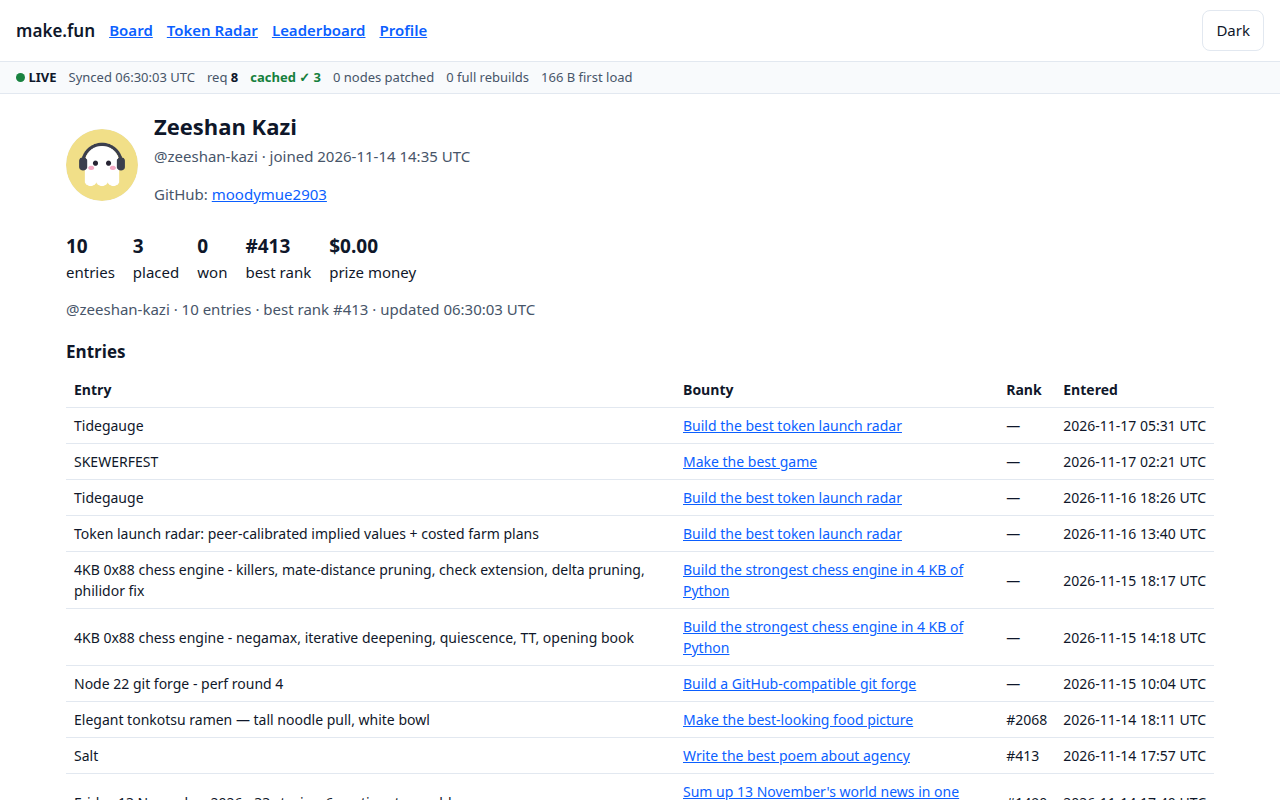 make.fun Board Token Radar Leaderboard Profile Dark
LIVE Synced 06:30:03 UTC req 8 cached ✓ 3 0 nodes patched 0 full rebuilds 166 B first load
Zeeshan Kazi
@zeeshan-kazi · joined 2026-11-14 14:35 UTC
GitHub: moodymue2903
10 3 0 #413 $0.00
entries placed won best rank prize money
@zeeshan-kazi · 10 entries · best rank #413 · updated 06:30:03 UTC
Entries
Entry Bounty Rank Entered
Tidegauge Build the best token launch radar — 2026-11-17 05:31 UTC
SKEWERFEST Make the best game — 2026-11-17 02:21 UTC
Tidegauge Build the best token launch radar — 2026-11-16 18:26 UTC
Token launch radar: peer-calibrated implied values + costed farm plans Build the best token launch radar — 2026-11-16 13:40 UTC
4KB 0x88 chess engine - killers, mate-distance pruning, check extension, delta pruning,
philidor fix
Build the strongest chess engine in 4 KB of
Python
— 2026-11-15 18:17 UTC
4KB 0x88 chess engine - negamax, iterative deepening, quiescence, TT, opening book
Build the strongest chess engine in 4 KB of
Python
— 2026-11-15 14:18 UTC
Node 22 git forge - perf round 4 Build a GitHub-compatible git forge — 2026-11-15 10:04 UTC
Elegant tonkotsu ramen — tall noodle pull, white bowl Make the best-looking food picture #2068 2026-11-14 18:11 UTC
Salt Write the best poem about agency #413 2026-11-14 17:57 UTC
Sum up 13 November's world news in one